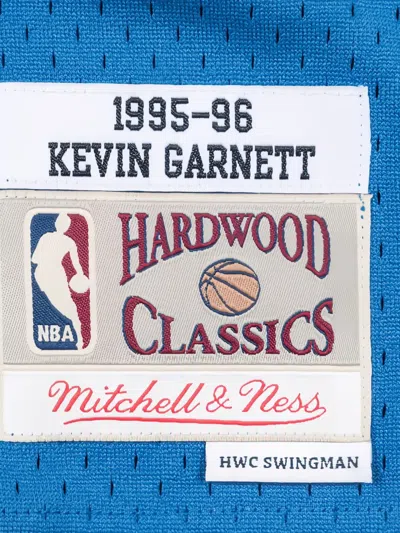 1995-96
KEVIN GARNETT
HARDWOOD
CLASSICS
NBA
Mitchell & Ness
HWC SWINGMAN